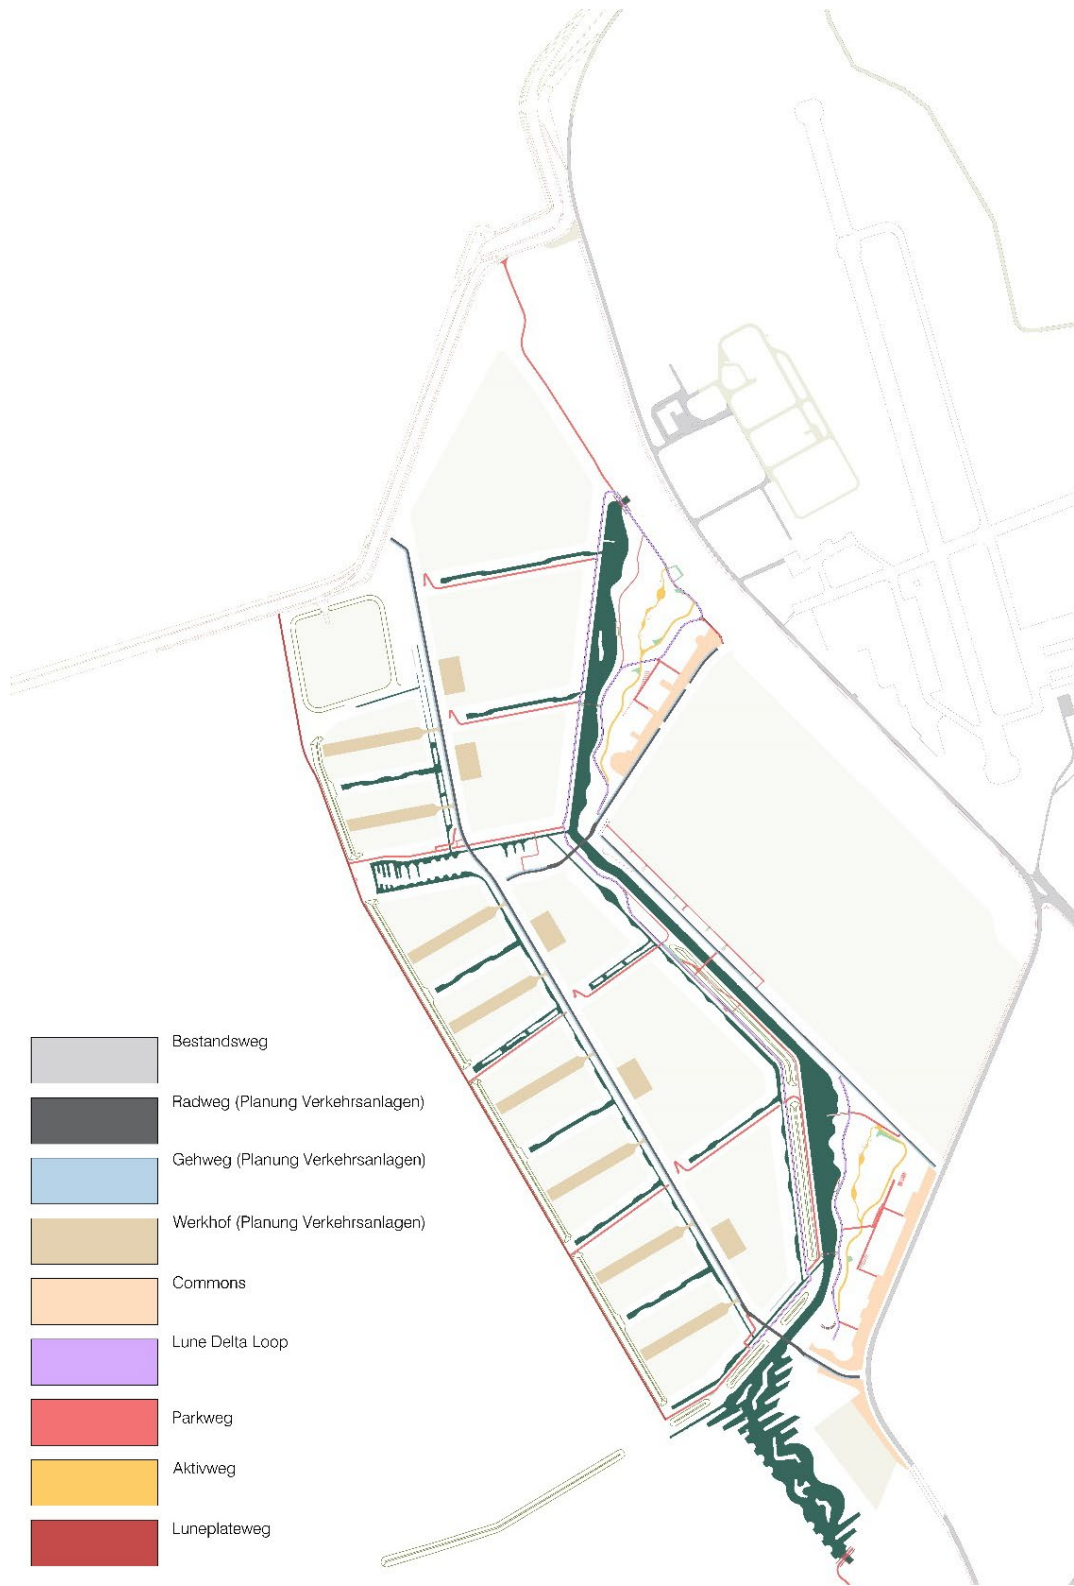 Bestandsweg
Radweg (Planung Verkehrsanlagen)
Gehweg (Planung Verkehrsanlagen)
Werkhof (Planung Verkehrsanlagen)
Commons
Lune Delta Loop
Parkweg
Aktivweg
Luneplateweg